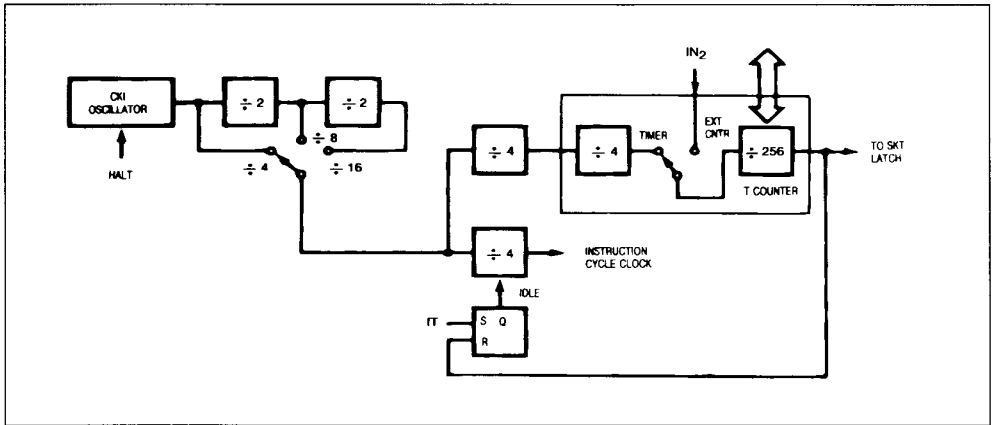 CKI
OSCILLATOR
HALT
÷ 2
÷ 2
÷ 8
÷ 4
÷ 16
÷ 4
÷ 4
TIMER
IN2
EXT
CNTR
÷ 256
T COUNTER
TO SKT
LATCH
÷ 4
INSTRUCTION
CYCLE CLOCK
IDLE
IT
S Q
R